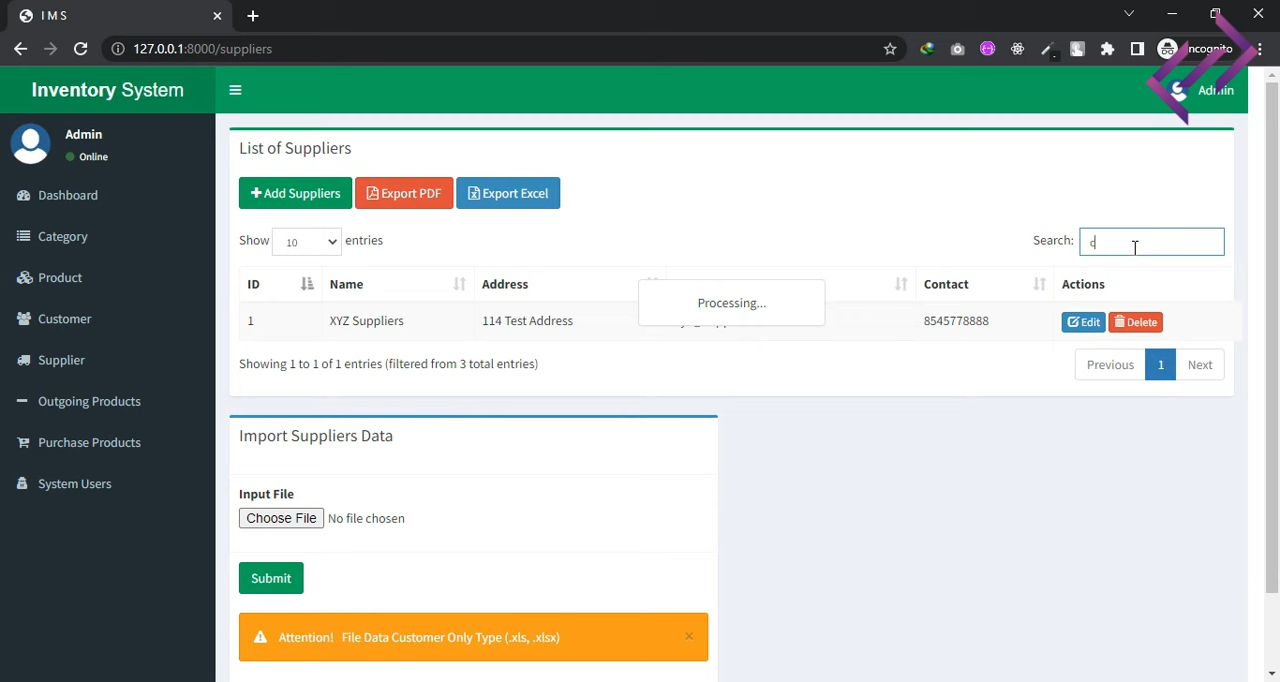 IMS
127.0.0.1:8000/suppliers
Incognito
Inventory System
Admin
Admin
Online
Dashboard
Category
Product
Customer
Supplier
Outgoing Products
Purchase Products
System Users
List of Suppliers
Add Suppliers Export PDF Export Excel
Show 10 entries
Search: c
ID Name Address Contact Actions
Processing...
1 XYZ Suppliers 114 Test Address 8545778888 Edit Delete
Showing 1 to 1 of 1 entries (filtered from 3 total entries)
Previous 1 Next
Import Suppliers Data
Input File
Choose File No file chosen
Submit
Attention! File Data Customer Only Type (.xls, .xlsx)